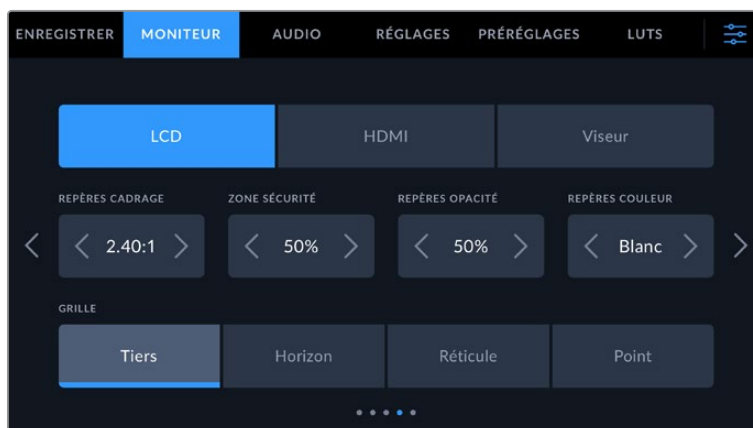 ENREGISTRER MONITEUR AUDIO RÉGLAGES PRÉRÉGLAGES LUTS
LCD HDMI Viseur
REPÈRES CADRAGE ZONE SÉCURITÉ REPÈRES OPACITÉ REPÈRES COULEUR
2.40:1 50% 50% Blanc
GRILLE
Tiers Horizon Réticule Point